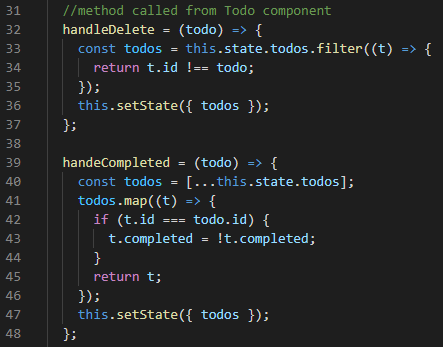 31 //method called from Todo component
32 handleDelete = (todo) => {
33 const todos = this.state.todos.filter((t) => {
34 return t.id !== todo;
35 });
36 this.setState({ todos });
37 };
38
39 handeCompleted = (todo) => {
40 const todos = [...this.state.todos];
41 todos.map((t) => {
42 if (t.id === todo.id) {
43 t.completed = !t.completed;
44 }
45 return t;
46 });
47 this.setState({ todos });
48 };